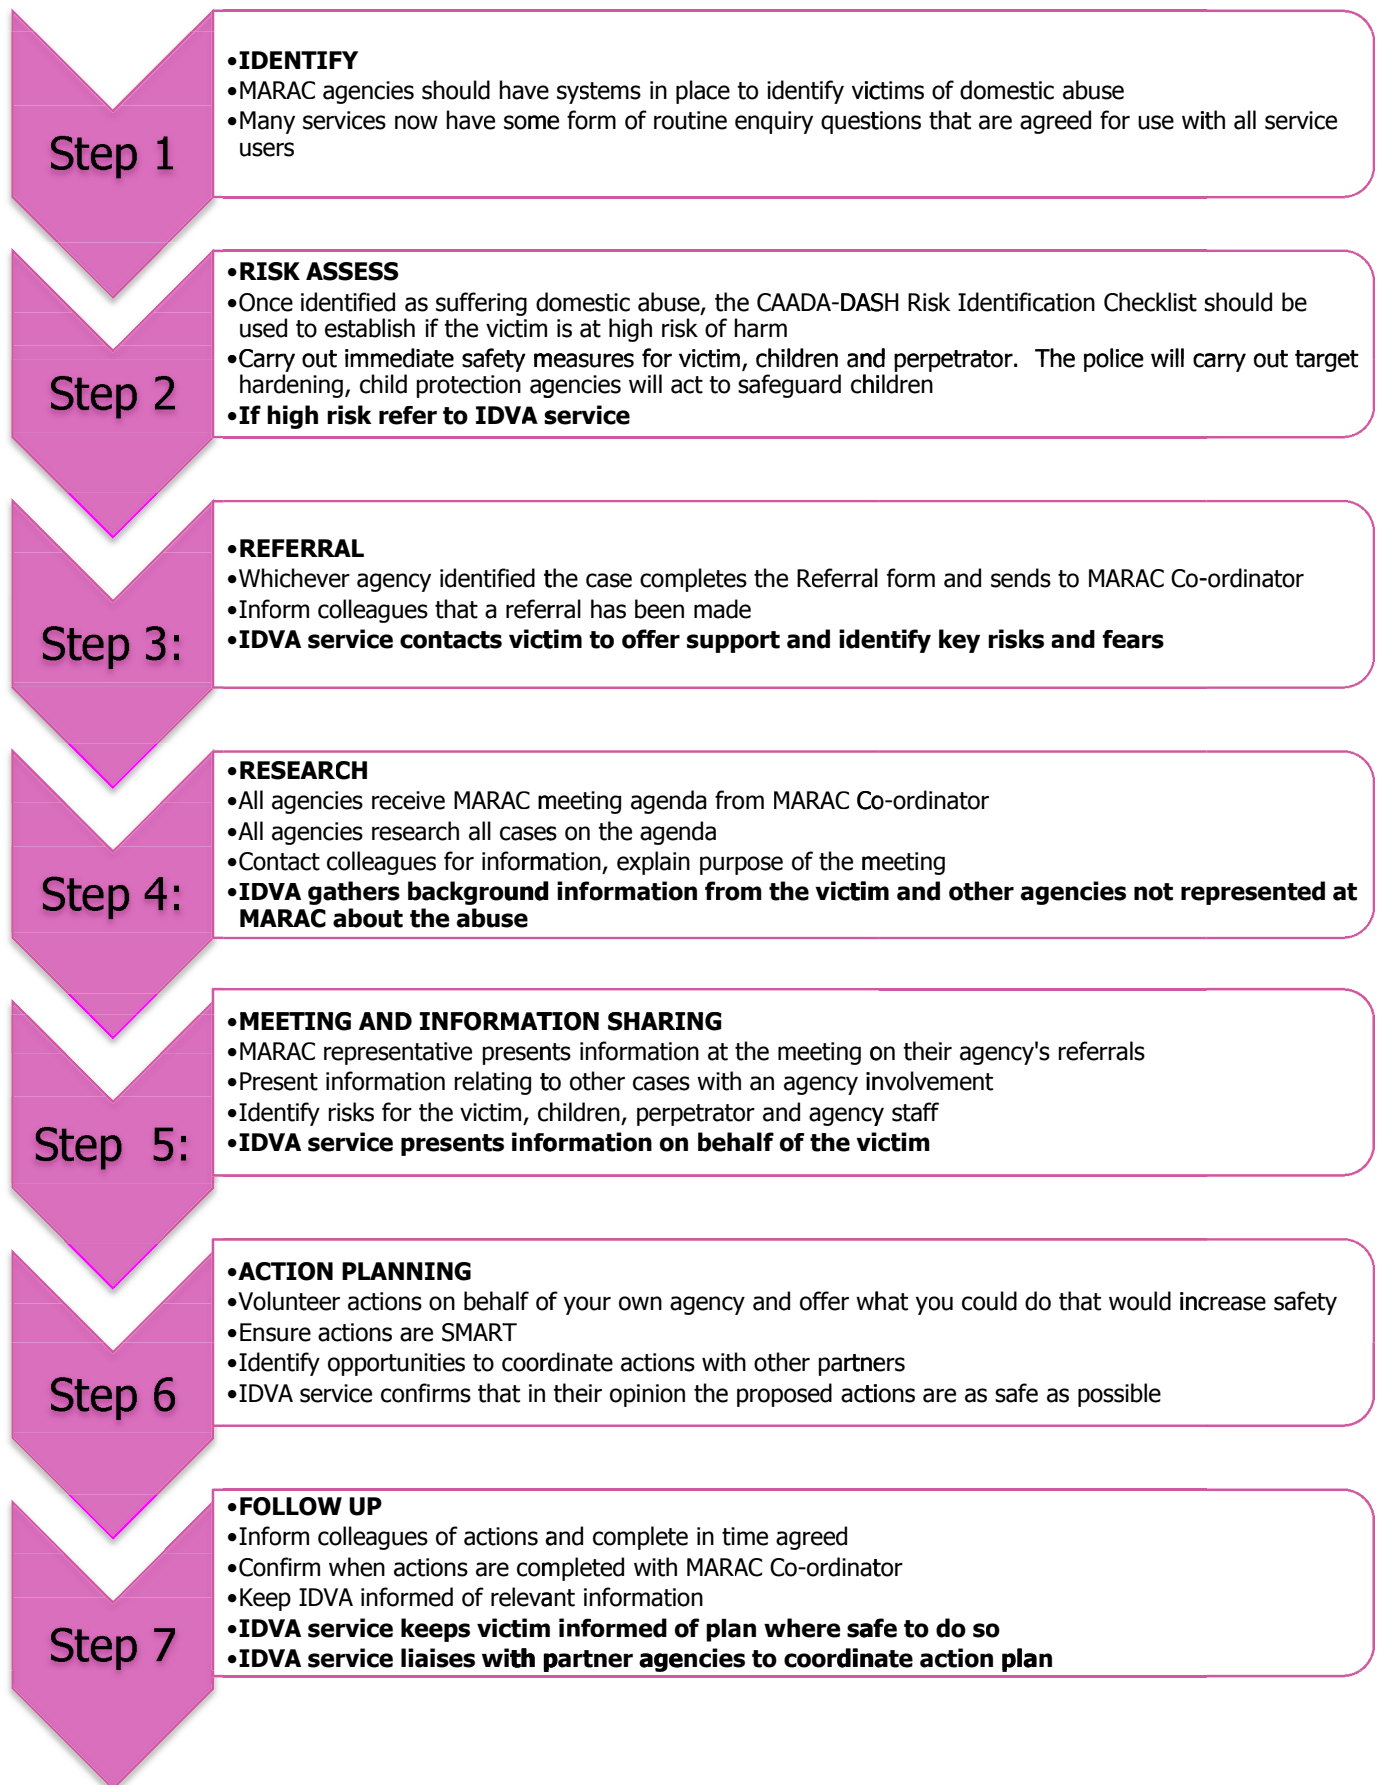 Step 1
•IDENTIFY
•MARAC agencies should have systems in place to identify victims of domestic abuse
•Many services now have some form of routine enquiry questions that are agreed for use with all service
users
Step 2
•RISK ASSESS
•Once identified as suffering domestic abuse, the CAADA-DASH Risk Identification Checklist should be
used to establish if the victim is at high risk of harm
•Carry out immediate safety measures for victim, children and perpetrator.  The police will carry out target
hardening, child protection agencies will act to safeguard children
•If high risk refer to IDVA service
Step 3:
•REFERRAL
•Whichever agency identified the case completes the Referral form and sends to MARAC Co-ordinator
•Inform colleagues that a referral has been made
•IDVA service contacts victim to offer support and identify key risks and fears
Step 4:
•RESEARCH
•All agencies receive MARAC meeting agenda from MARAC Co-ordinator
•All agencies research all cases on the agenda
•Contact colleagues for information, explain purpose of the meeting
•IDVA gathers background information from the victim and other agencies not represented at
MARAC about the abuse
Step  5:
•MEETING AND INFORMATION SHARING
•MARAC representative presents information at the meeting on their agency's referrals
•Present information relating to other cases with an agency involvement
•Identify risks for the victim, children, perpetrator and agency staff
•IDVA service presents information on behalf of the victim
Step 6
•ACTION PLANNING
•Volunteer actions on behalf of your own agency and offer what you could do that would increase safety
•Ensure actions are SMART
•Identify opportunities to coordinate actions with other partners
•IDVA service confirms that in their opinion the proposed actions are as safe as possible
Step 7
•FOLLOW UP
•Inform colleagues of actions and complete in time agreed
•Confirm when actions are completed with MARAC Co-ordinator
•Keep IDVA informed of relevant information
•IDVA service keeps victim informed of plan where safe to do so
•IDVA service liaises with partner agencies to coordinate action plan